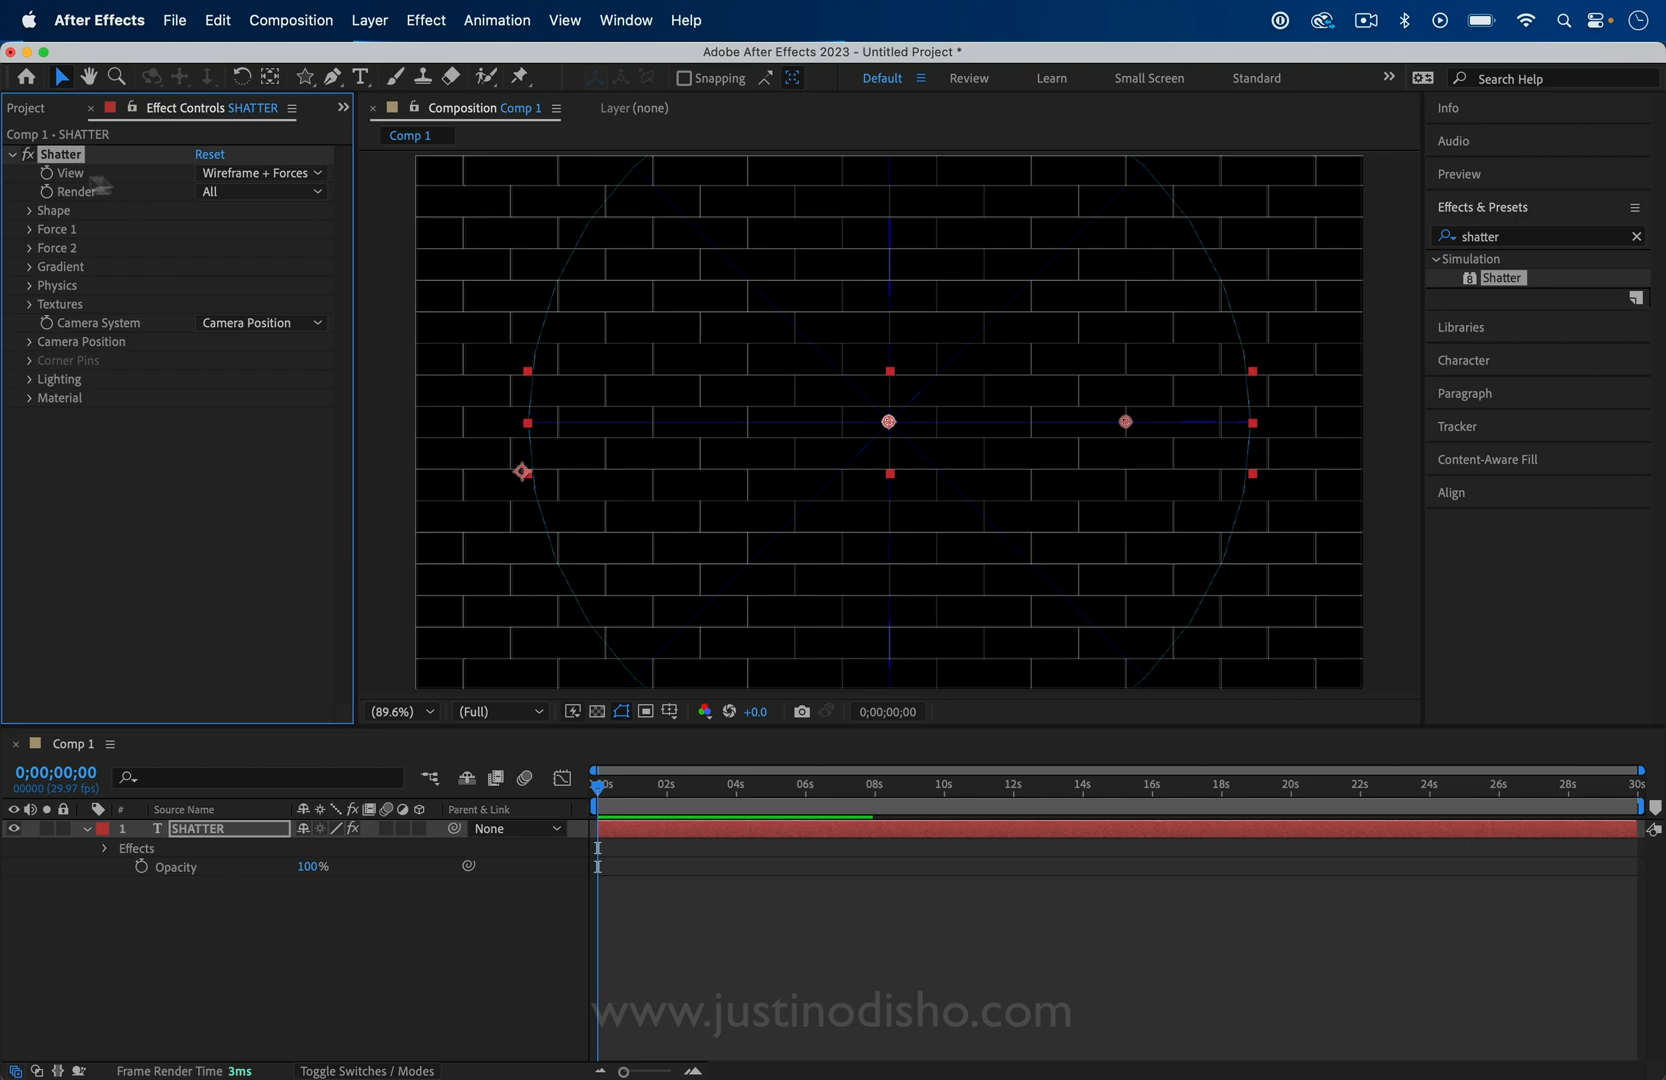 After Effects File Edit Composition Layer Effect Animation View Window Help
Adobe After Effects 2023 - Untitled Project *
Snapping Default Review Learn Small Screen Standard Search Help
Project Effect Controls SHATTER Composition Comp 1 Layer (none) Info
Comp 1 • SHATTER Comp 1
Audio
fx Shatter Reset
View Wireframe + Forces Preview
Render All
Shape Effects & Presets
Force 1 shatter
Force 2 Simulation
Gradient Shatter
Physics
Textures
Camera System Camera Position Libraries
Camera Position
Corner Pins Character
Lighting Paragraph
Material
Tracker
Content-Aware Fill
Align
(89.6%) (Full) +0.0 0;00;00;00
Comp 1
0;00;00;00
00000 (29.97 fps) 02s 04s 06s 08s 10s 12s 14s 16s 18s 20s 22s 24s 26s 28s 30s
# Source Name fx Parent & Link
1 T SHATTER fx None
Effects
Opacity 100%
www.justinodisho.com
Frame Render Time 3ms Toggle Switches / Modes